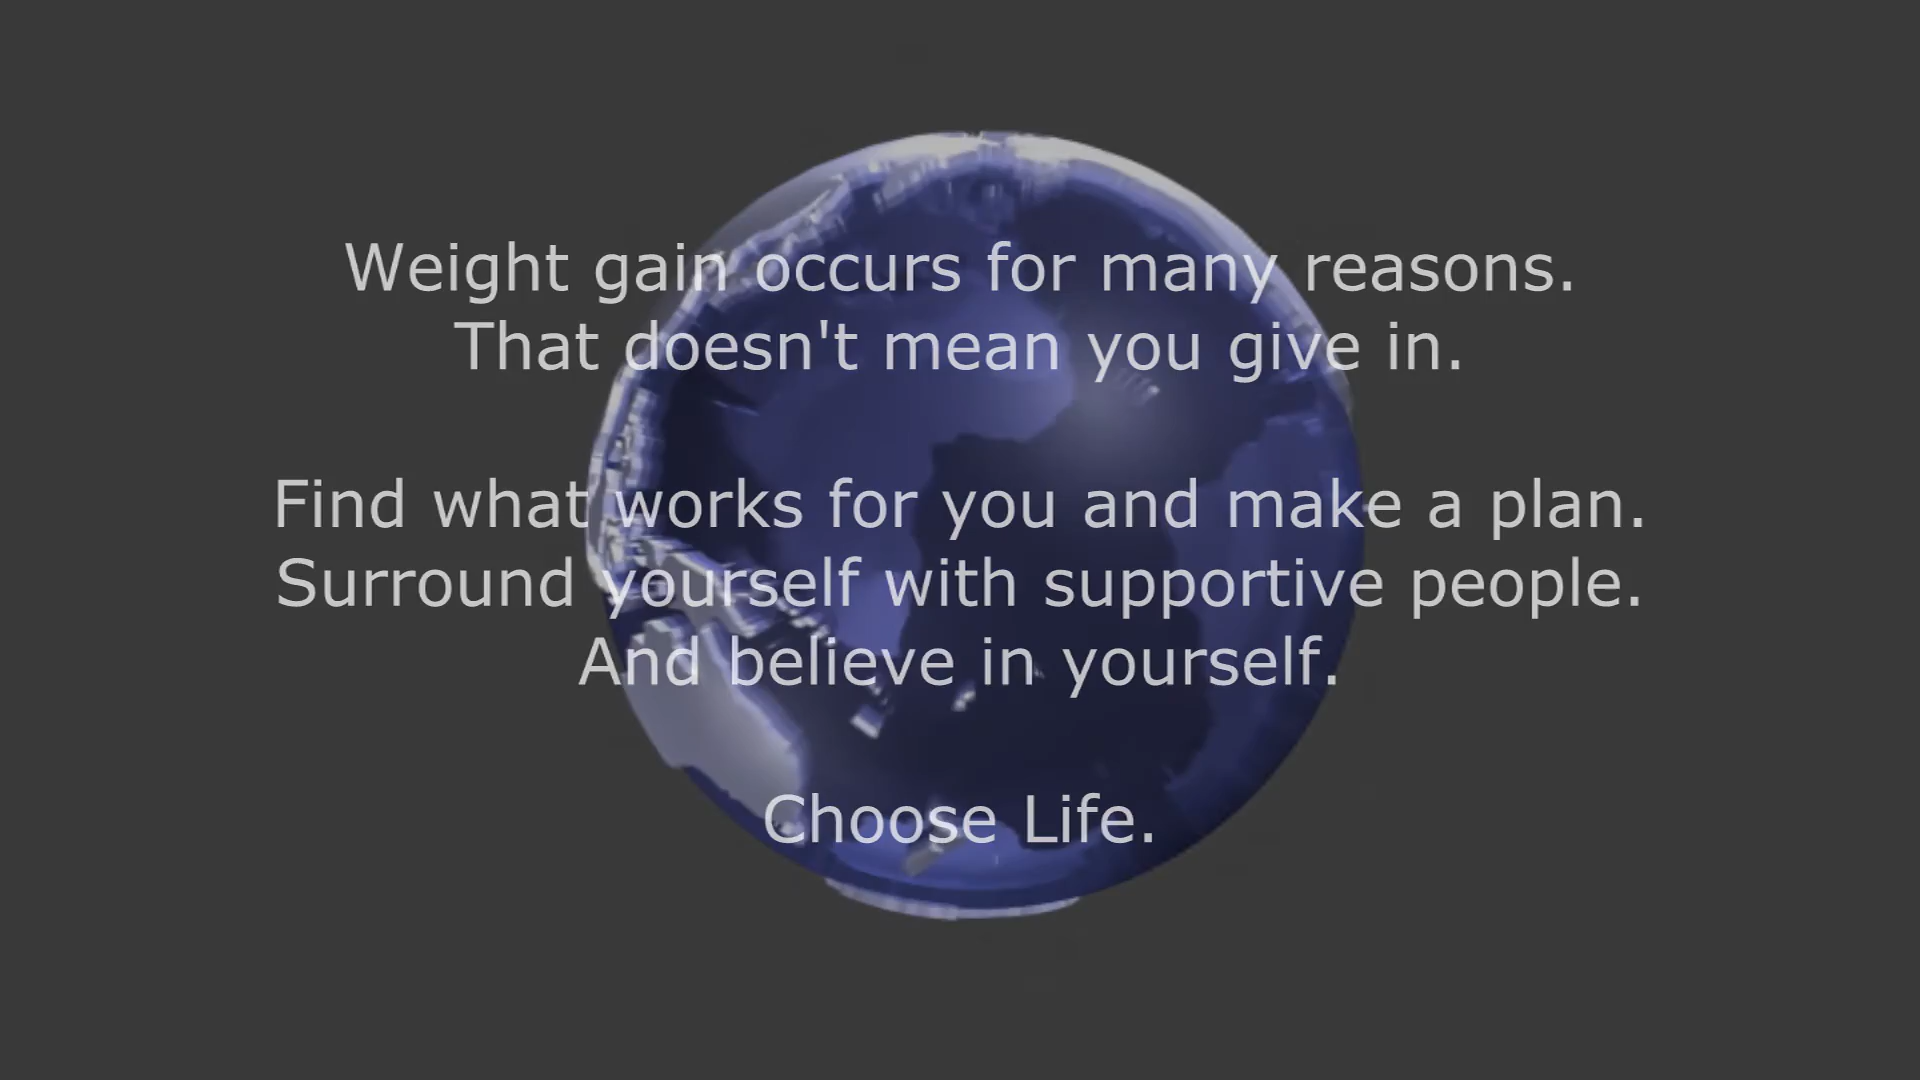 Weight gain occurs for many reasons.
That doesn't mean you give in.
Find what works for you and make a plan.
Surround yourself with supportive people.
And believe in yourself.
Choose Life.